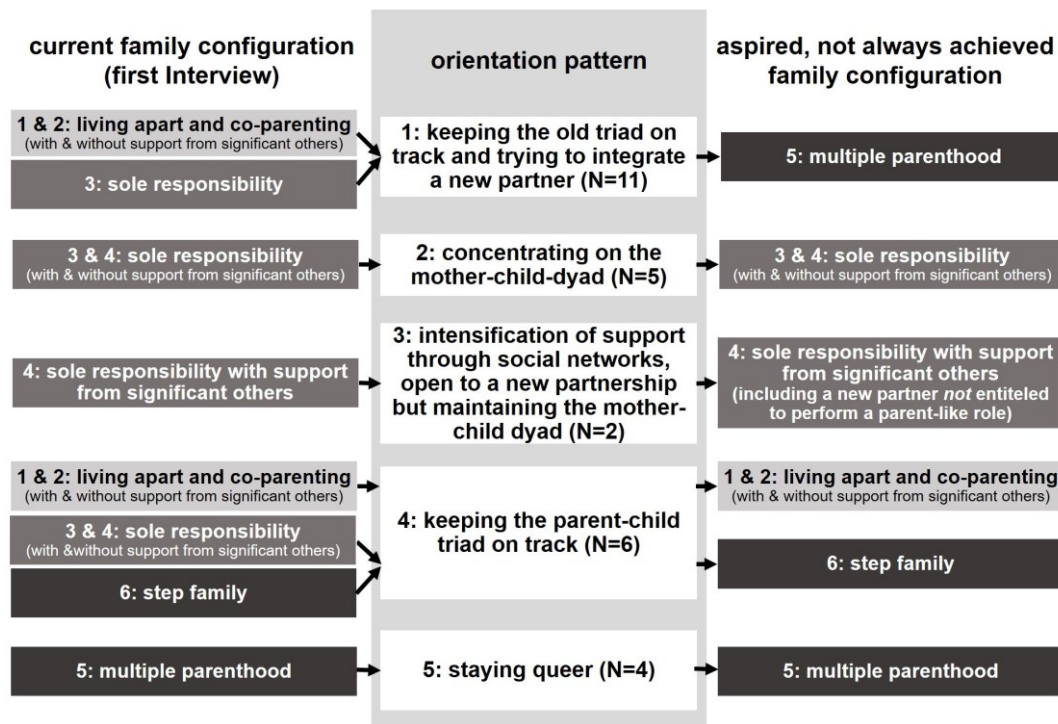 current family configuration
(first Interview)
orientation pattern
aspired, not always achieved
family configuration
1 & 2: living apart and co-parenting
(with & without support from significant others)
3: sole responsibility
1: keeping the old triad on
track and trying to integrate
a new partner (N=11)
5: multiple parenthood
3 & 4: sole responsibility
(with & without support from significant others)
2: concentrating on the
mother-child-dyad (N=5)
3 & 4: sole responsibility
(with & without support from significant others)
4: sole responsibility with support
from significant others
3: intensification of support
through social networks,
open to a new partnership
but maintaining the mother-
child dyad (N=2)
4: sole responsibility with support
from significant others
(including a new partner not entiteled
to perform a parent-like role)
1 & 2: living apart and co-parenting
(with & without support from significant others)
3 & 4: sole responsibility
(with &without support from significant others)
6: step family
4: keeping the parent-child
triad on track (N=6)
1 & 2: living apart and co-parenting
(with & without support from significant others)
6: step family
5: multiple parenthood
5: staying queer (N=4)
5: multiple parenthood